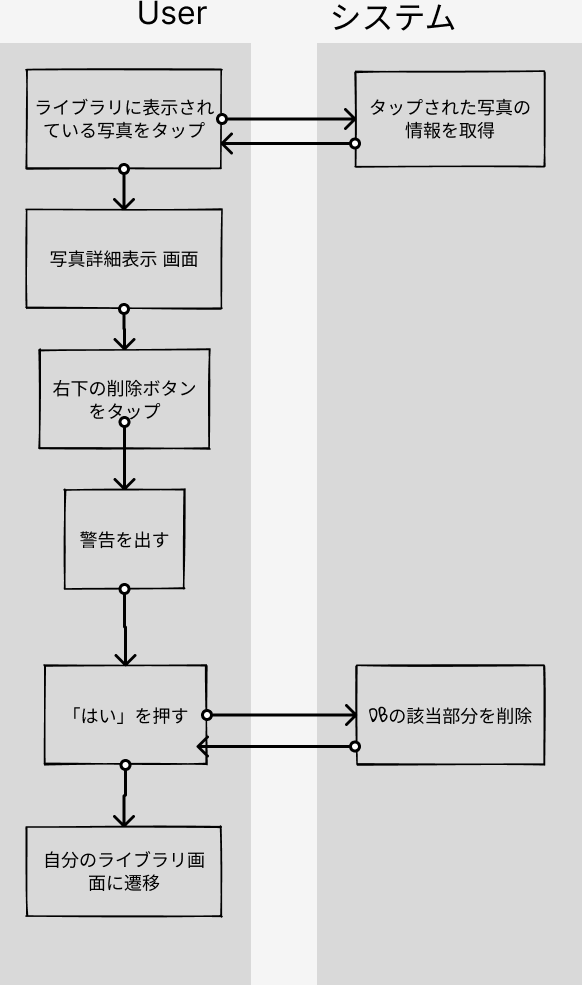 User
システム
ライブラリに表示され
ている写真をタップ
タップされた写真の
情報を取得
写真詳細表示 画面
右下の削除ボタン
をタップ
警告を出す
「はい」を押す
DBの該当部分を削除
自分のライブラリ画
面に遷移